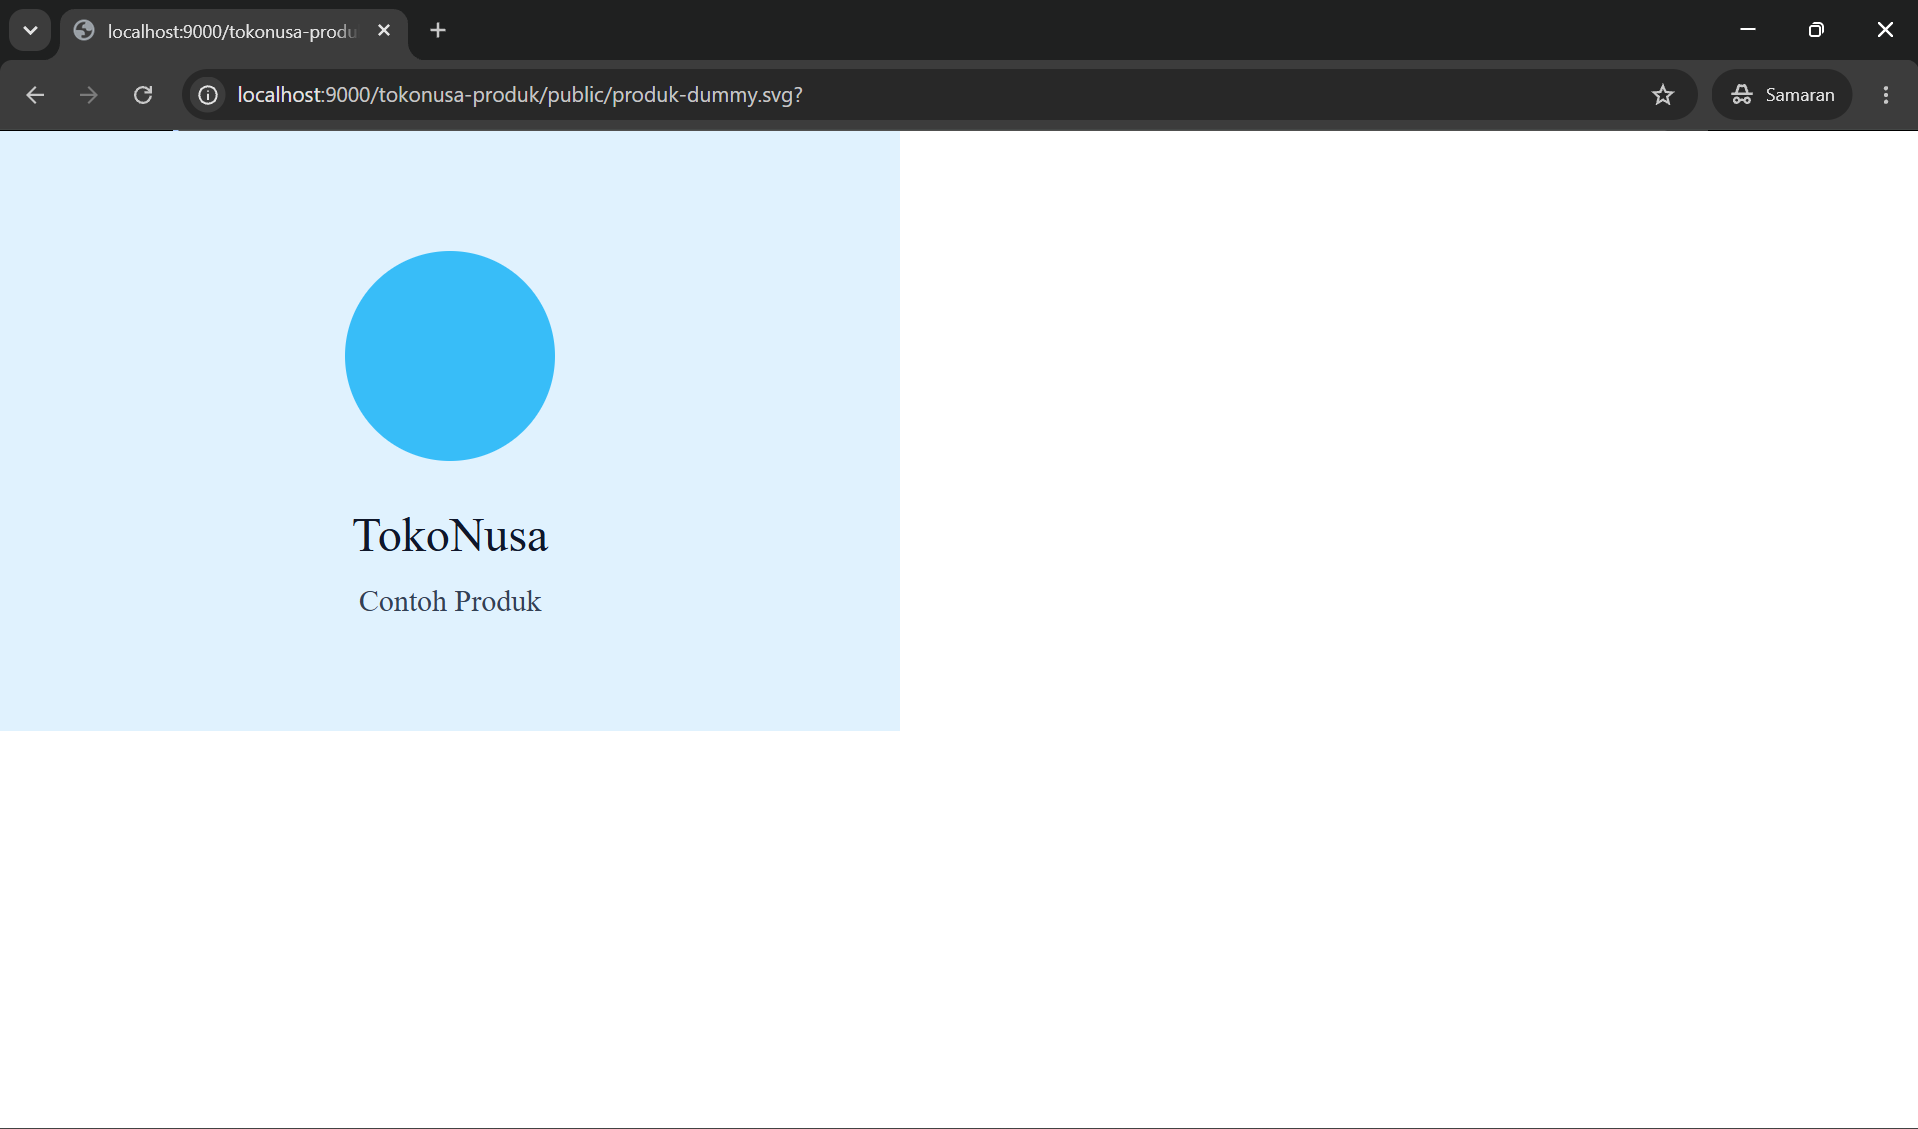 localhost:9000/tokonusa-produ
localhost:9000/tokonusa-produk/public/produk-dummy.svg?
Samaran
TokoNusa
Contoh Produk